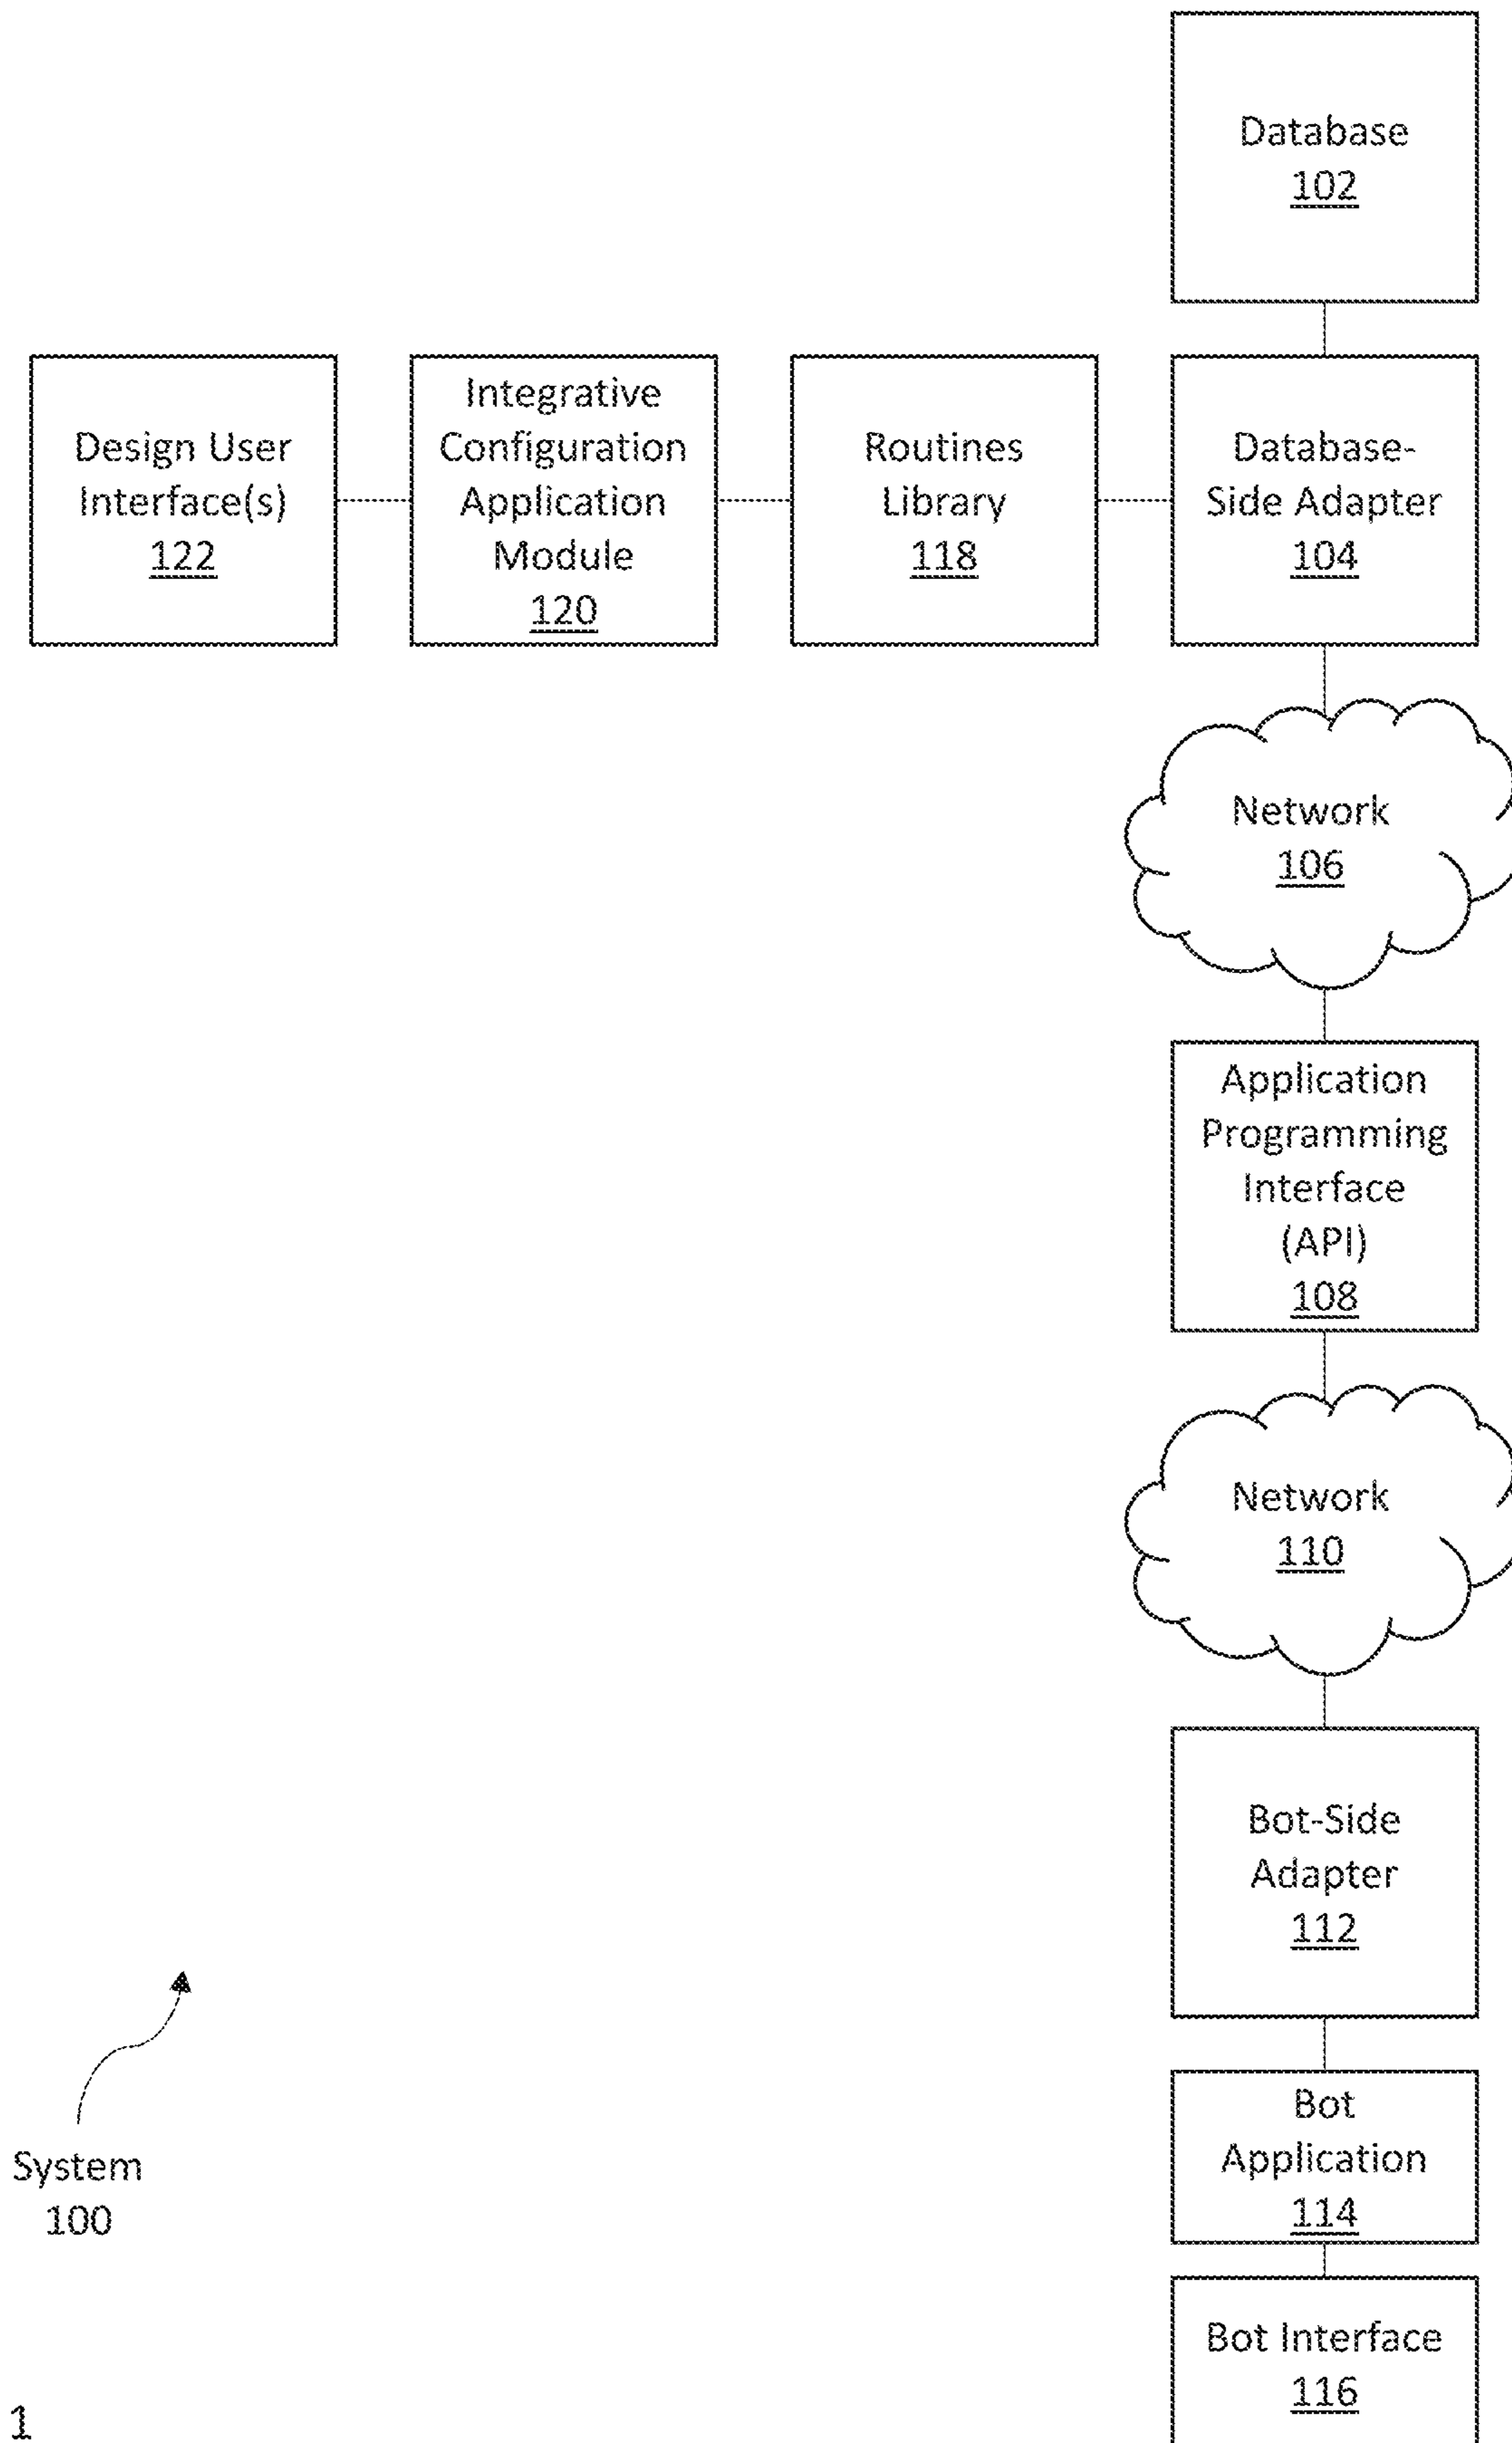 Database
102
Design User
Interface(s)
122
Integrative
Configuration
Application
Module
120
Routines
Library
118
Database-
Side Adapter
104
Network
106
Application
Programming
Interface
(API)
108
Network
110
Bot-Side
Adapter
112
Bot
Application
114
System
100
Bot Interface
116
1